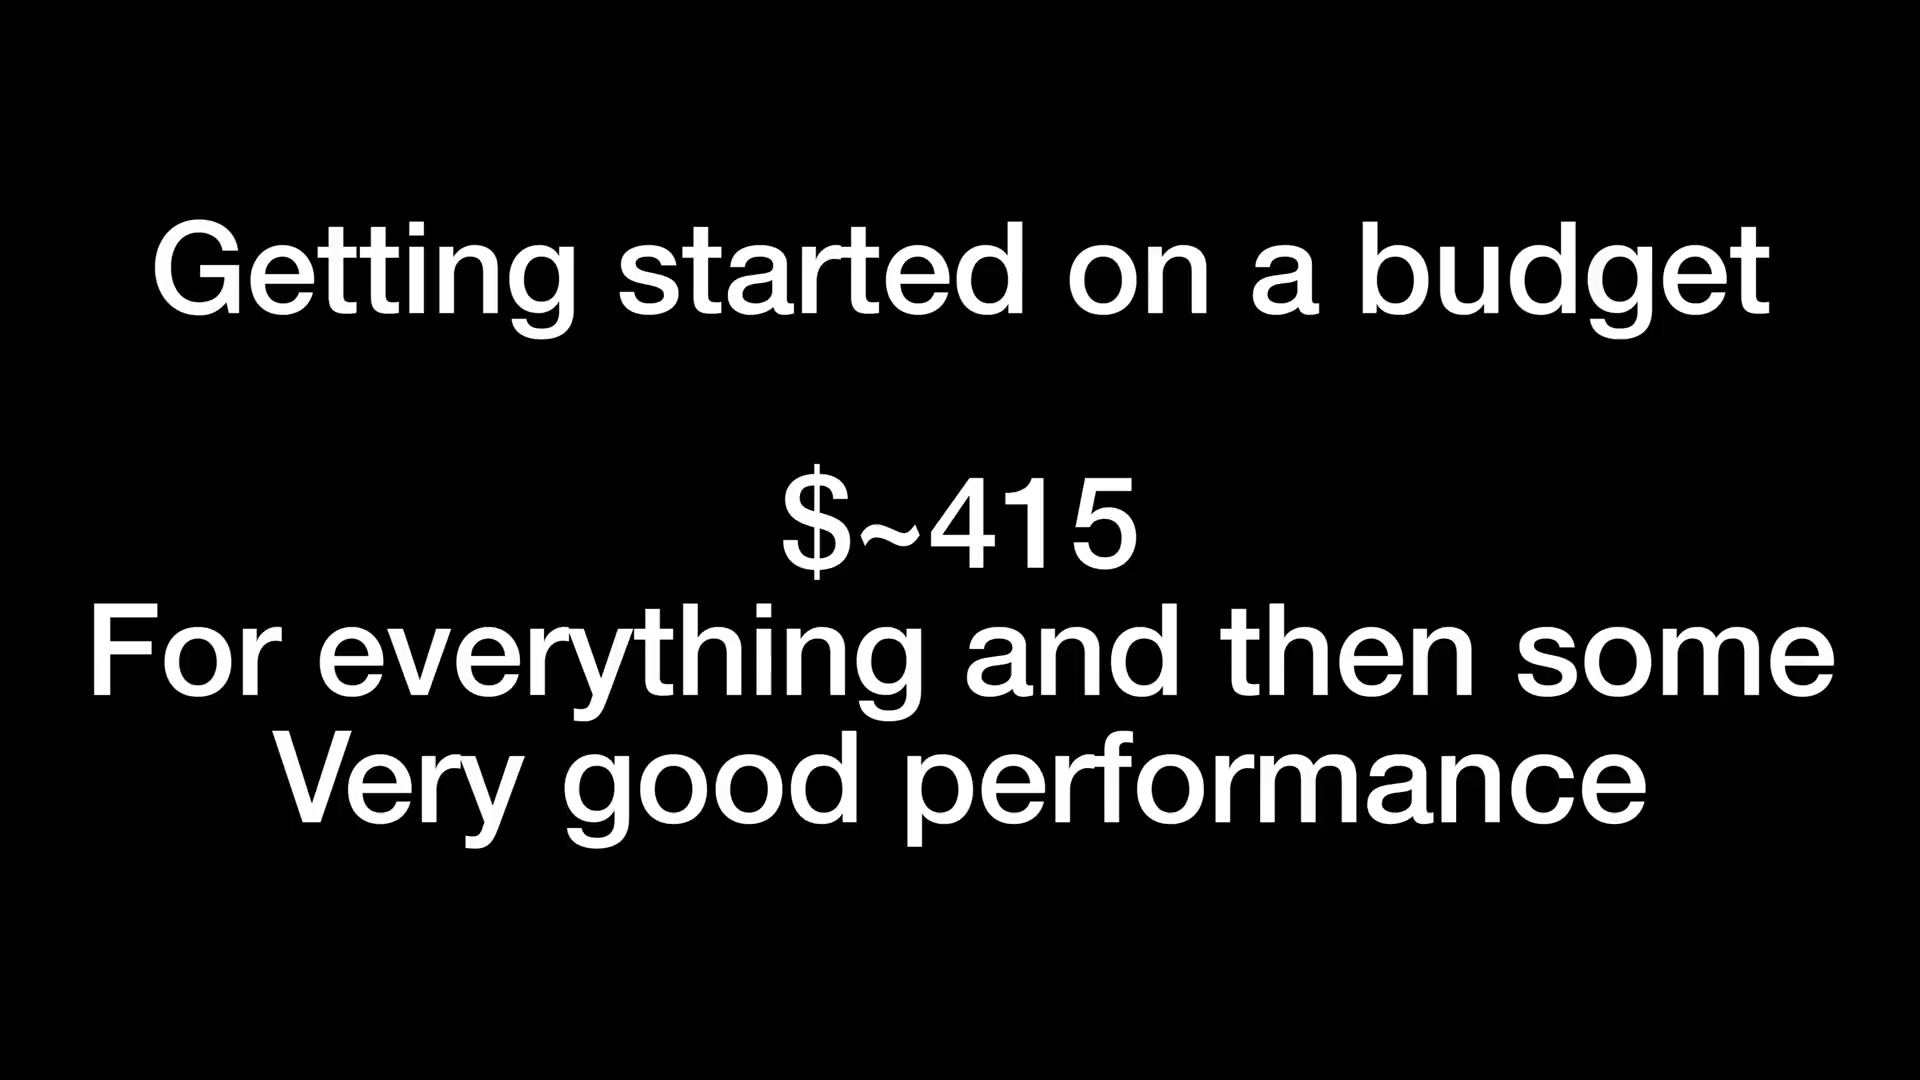 Getting started on a budget
$~415
For everything and then some
Very good performance